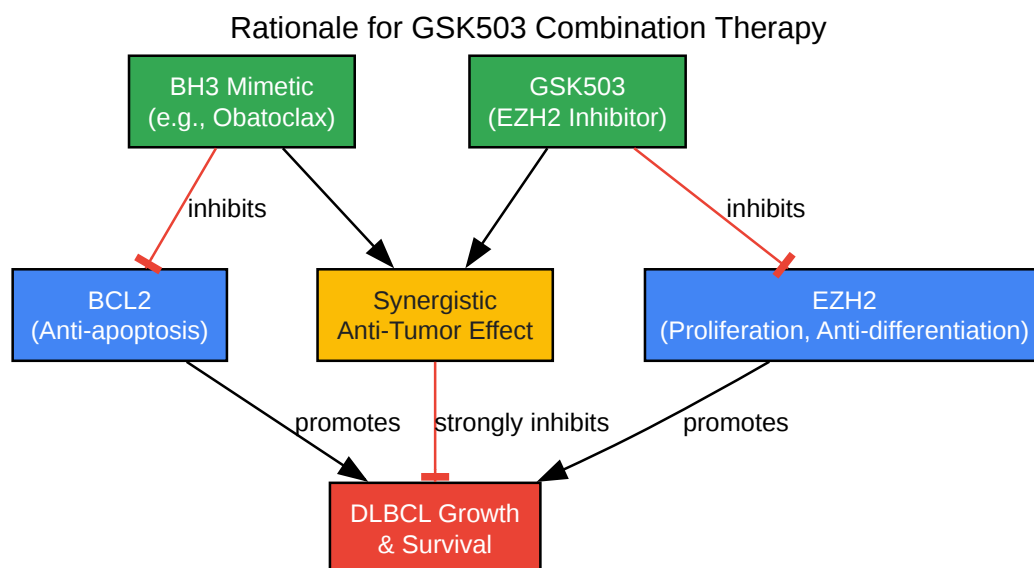 Rationale for GSK503 Combination Therapy
BH3 Mimetic
(e.g., Obatoclax)
GSK503
(EZH2 Inhibitor)
inhibits
inhibits
BCL2
(Anti-apoptosis)
Synergistic
Anti-Tumor Effect
EZH2
(Proliferation, Anti-differentiation)
promotes
strongly inhibits
promotes
DLBCL Growth
& Survival